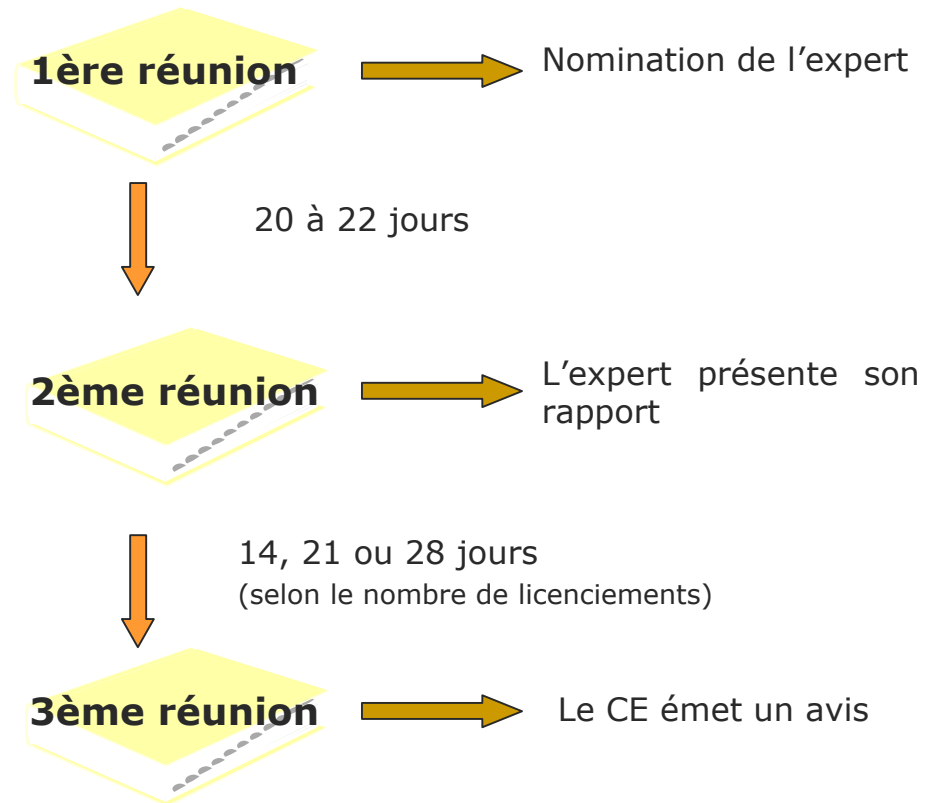 1ère réunion
Nomination de l’expert
20 à 22 jours
2ème réunion
L’expert présente son
rapport
14, 21 ou 28 jours
(selon le nombre de licenciements)
3ème réunion
Le CE émet un avis